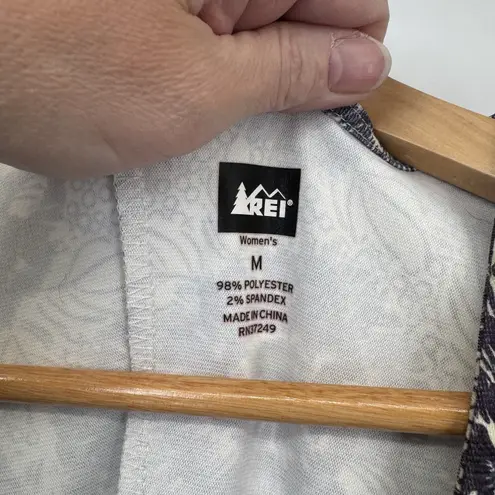 REI®
Women's
M
98% POLYESTER
2% SPANDEX
MADE IN CHINA
RN37249